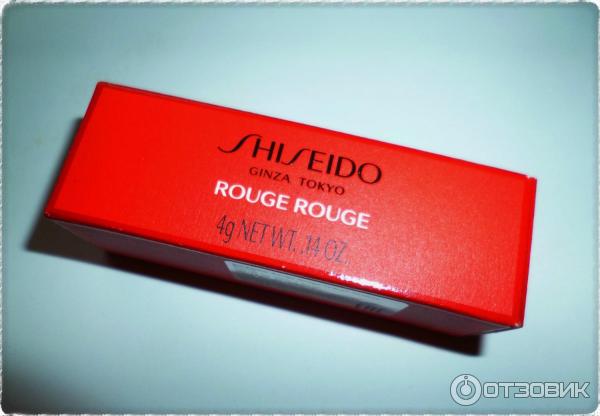 SHISEIDO
GINZA TOKYO
ROUGE ROUGE
4g NET WT. .14 OZ.
ОТЗОВИК